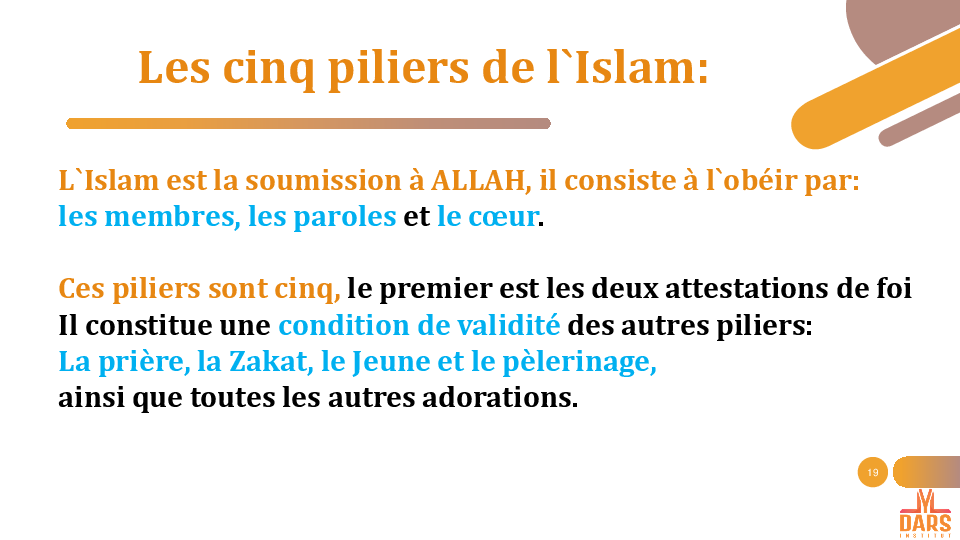 Les cinq piliers de l`Islam:
L`Islam est la soumission à ALLAH, il consiste à l`obéir par:
les membres, les paroles et le cœur.
Ces piliers sont cinq, le premier est les deux attestations de foi
Il constitue une condition de validité des autres piliers:
La prière, la Zakat, le Jeune et le pèlerinage,
ainsi que toutes les autres adorations.
19
DARS
INSTITUT